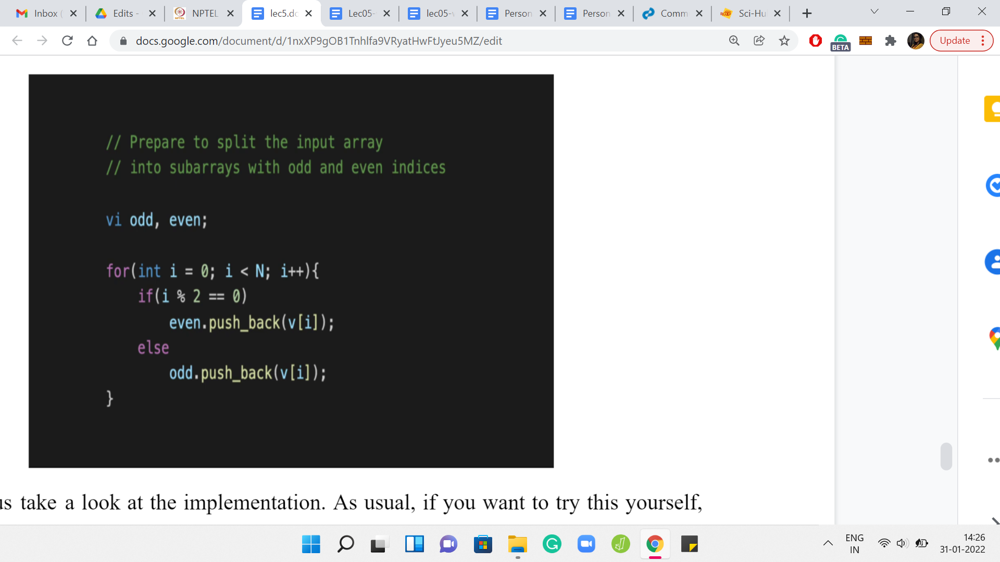 Inbox (
Edits -
NPTEL
lec5.dc
Lec05-
lec05-v
Person
Person
Comm
Sci-Hu
docs.google.com/document/d/1nxXP9gOB1Tnhlfa9VRyatHwFtJyeu5MZ/edit
BETA
Update
// Prepare to split the input array
// into subarrays with odd and even indices
vi odd, even;
for(int i = 0; i < N; i++){
if(i % 2 == 0)
even.push_back(v[i]);
else
odd.push_back(v[i]);
}
us take a look at the implementation. As usual, if you want to try this yourself,
ENG
IN
14:26
31-01-2022